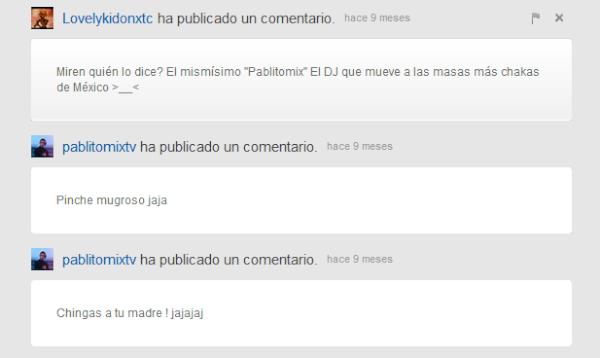 Lovelykidonxtc ha publicado un comentario. hace 9 meses
Miren quién lo dice? El mismísimo "Pablitomix" El DJ que mueve a las masas más chakas
de México >__<
pablitomixtv ha publicado un comentario. hace 9 meses
Pinche mugroso jaja
pablitomixtv ha publicado un comentario. hace 9 meses
Chingas a tu madre ! jajajaj